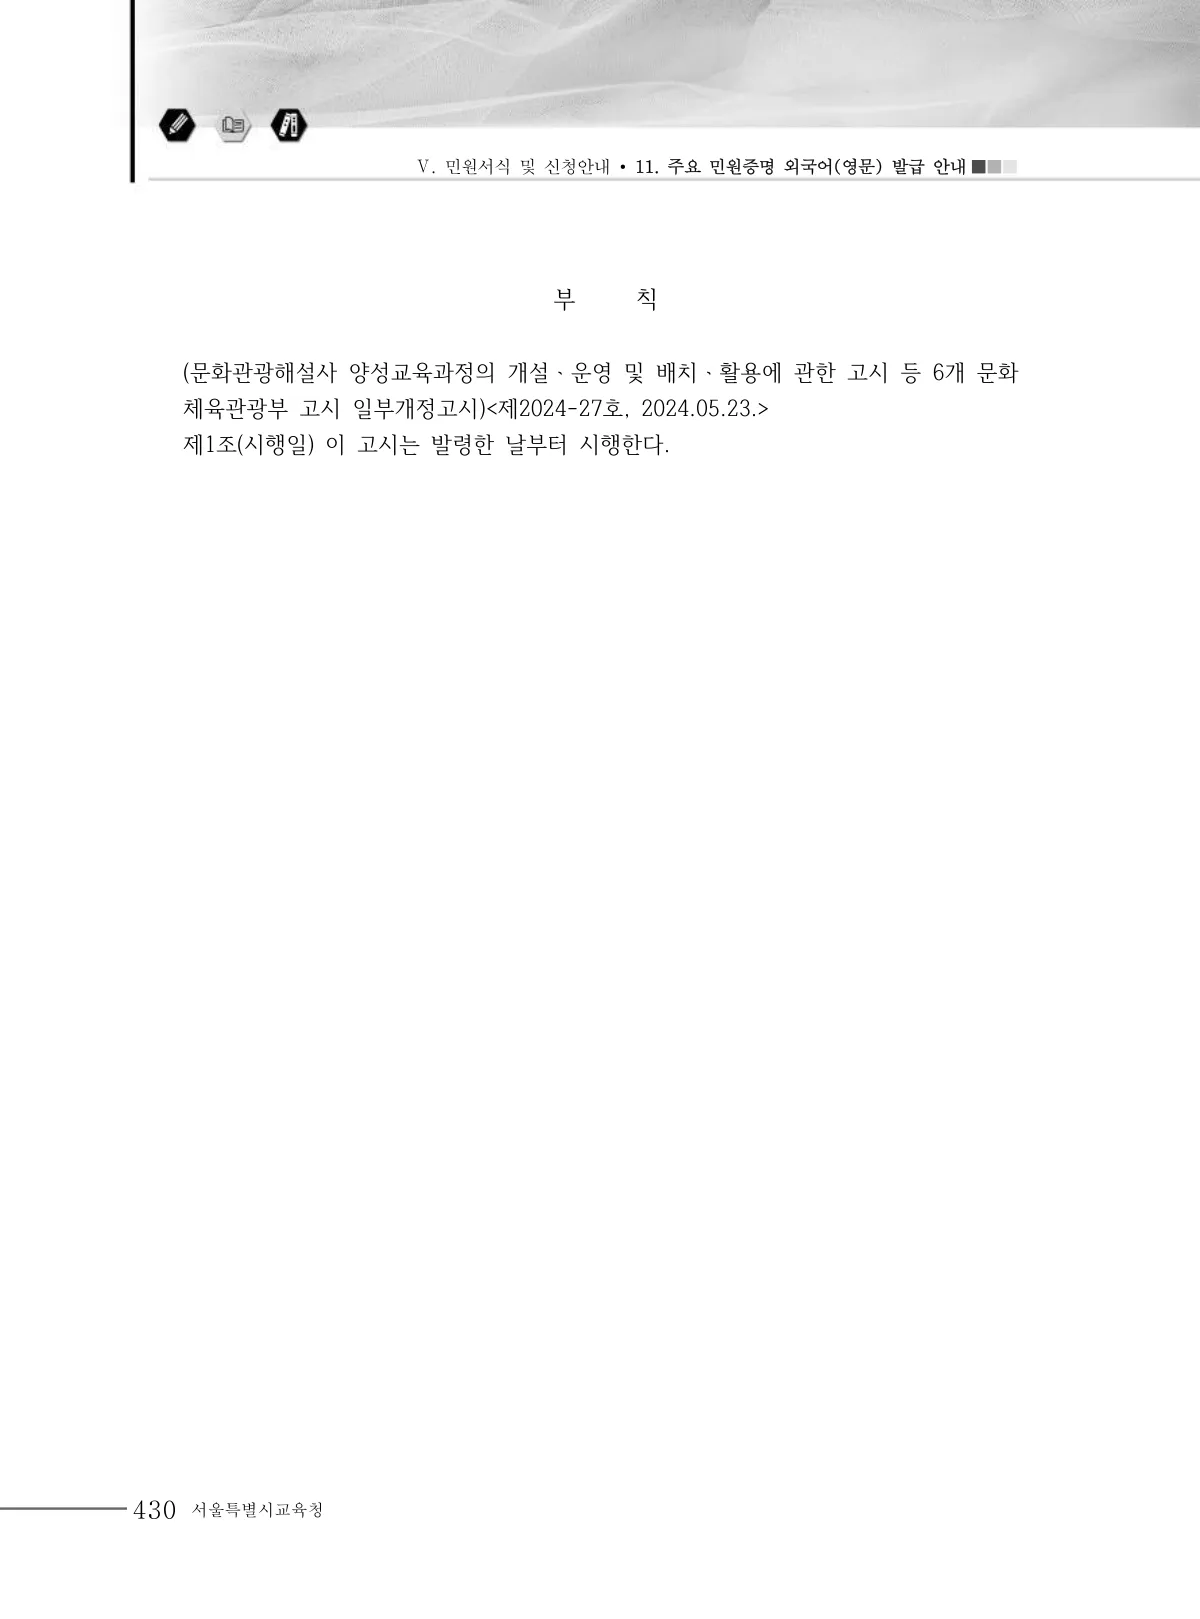 Ⅴ. 민원서식 및 신청안내 • 11. 주요 민원증명 외국어(영문) 발급 안내
부 칙
(문화관광해설사 양성교육과정의 개설ㆍ운영 및 배치ㆍ활용에 관한 고시 등 6개 문화
체육관광부 고시 일부개정고시)<제2024-27호, 2024.05.23.>
제1조(시행일) 이 고시는 발령한 날부터 시행한다.
430 서울특별시교육청